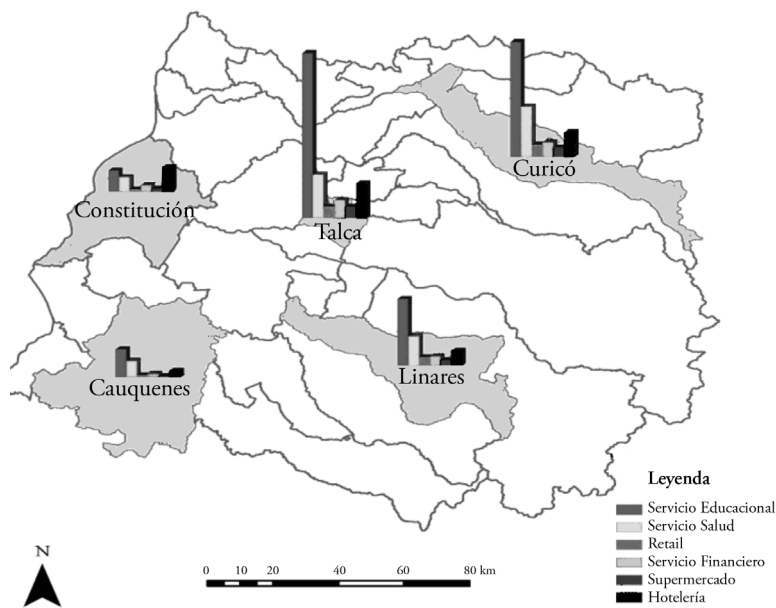 Curicó
Constitución
Talca
Linares
Cauquenes
Leyenda
Servicio Educacional
Servicio Salud
Retail
Servicio Financiero
Supermercado
Hotelería
N
0 20 40 60 80 km